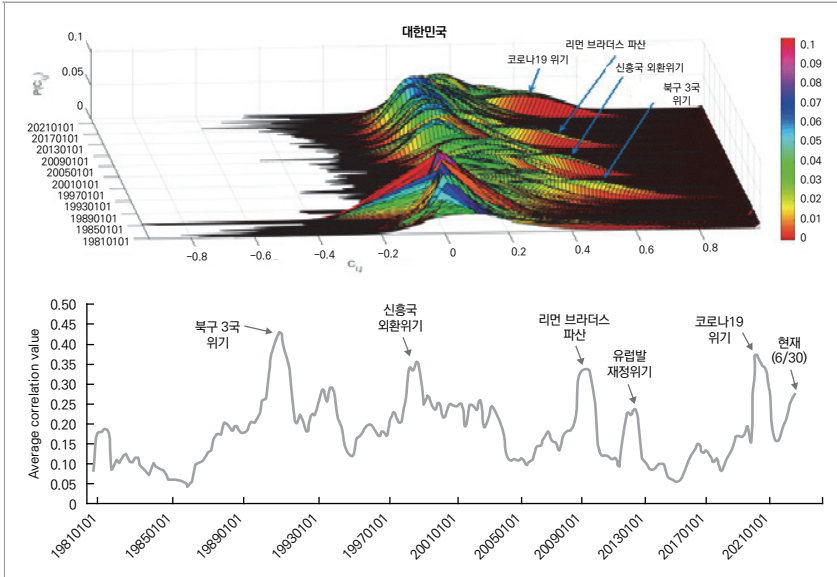 대한민국
0.1
0.05
0
P(C_ij)
코로나19 위기
리먼 브라더스 파산
신흥국 외환위기
북구 3국
위기
20210101
20170101
20130101
20090101
20050101
20010101
19970101
19930101
19890101
19850101
19810101
-0.8
-0.6
-0.4
-0.2
0
0.2
0.4
0.6
0.8
C_i,j
0.1
0.09
0.08
0.07
0.06
0.05
0.04
0.03
0.02
0.01
0
Average correlation value
0.50
0.45
0.40
0.35
0.30
0.25
0.20
0.15
0.10
0.05
0
북구 3국
위기
신흥국
외환위기
리먼 브라더스
파산
유럽발
재정위기
코로나19
위기
현재
(6/30)
19810101
19850101
19890101
19930101
19970101
20010101
20050101
20090101
20130101
20170101
20210101